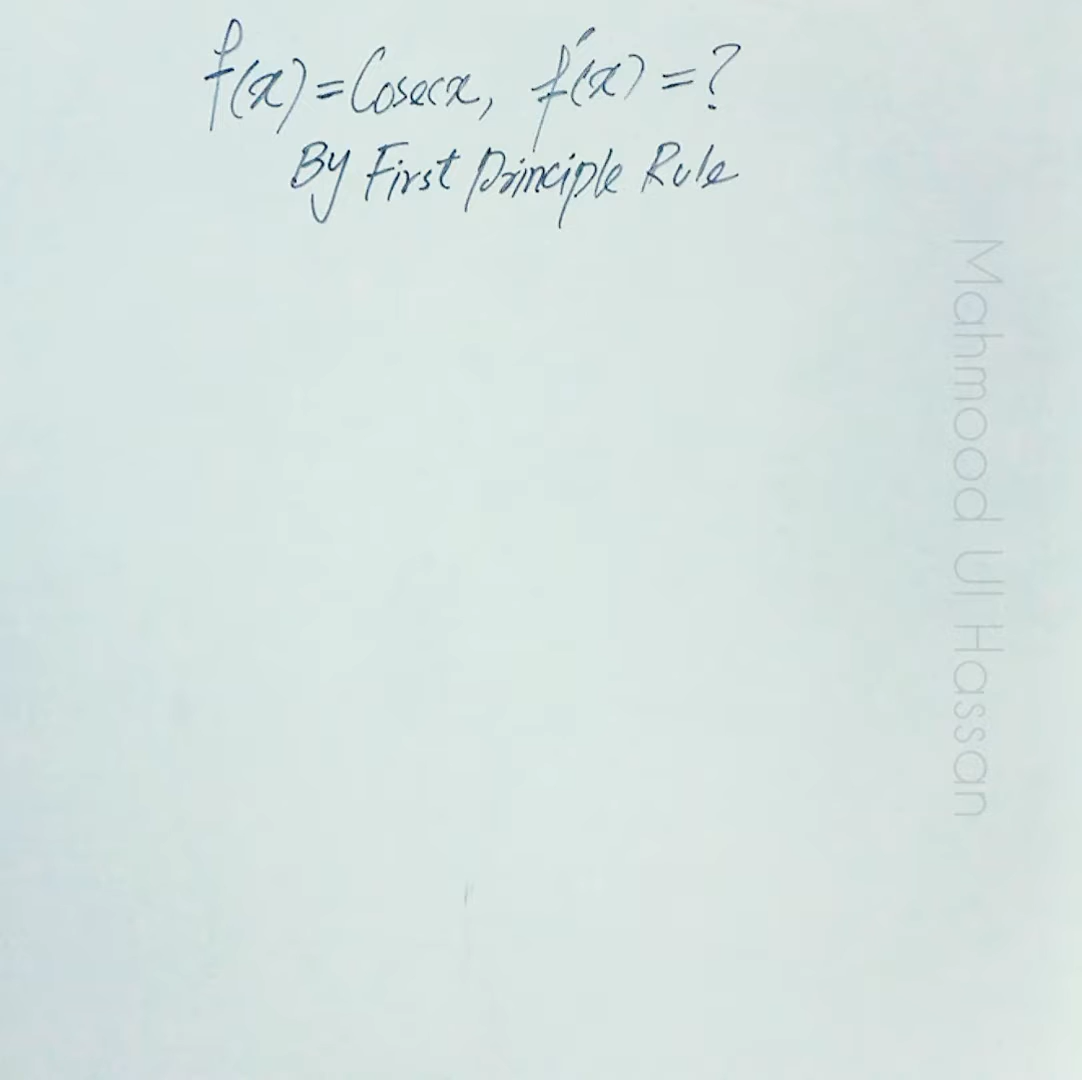 f(x) = Cosecx, f'(x) = ?
By First Principle Rule
Mahmood Ul Hassan